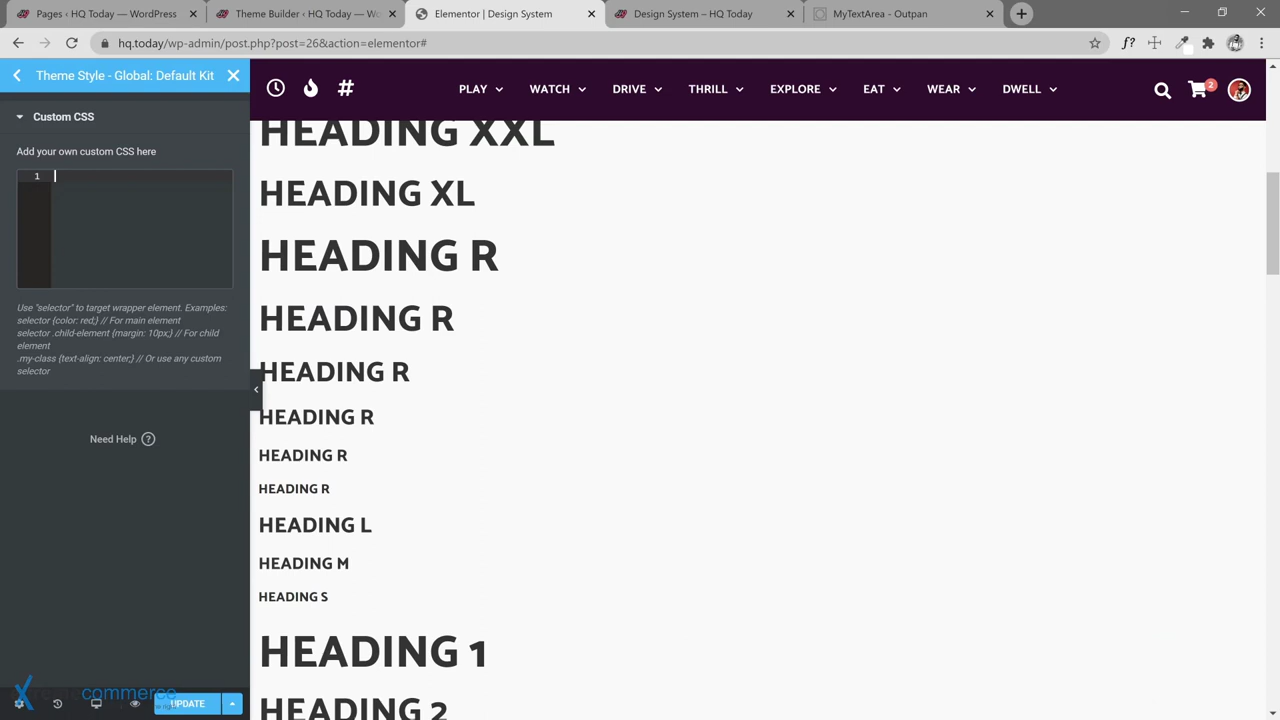 Pages ‹ HQ Today — WordPress
Theme Builder ‹ HQ Today — Wo
Elementor | Design System
Design System – HQ Today
MyTextArea - Outpan
hq.today/wp-admin/post.php?post=26&action=elementor#
f?
Theme Style - Global: Default Kit
PLAY
WATCH
DRIVE
THRILL
EXPLORE
EAT
WEAR
DWELL
2
Custom CSS
Add your own custom CSS here
1
Use "selector" to target wrapper element. Examples:
selector {color: red;} // For main element
selector .child-element {margin: 10px;} // For child
element
.my-class {text-align: center;} // Or use any custom
selector
Need Help
UPDATE
HEADING XXL
HEADING XL
HEADING R
HEADING R
HEADING R
HEADING R
HEADING R
HEADING R
HEADING L
HEADING M
HEADING S
HEADING 1
HEADING 2
commerce